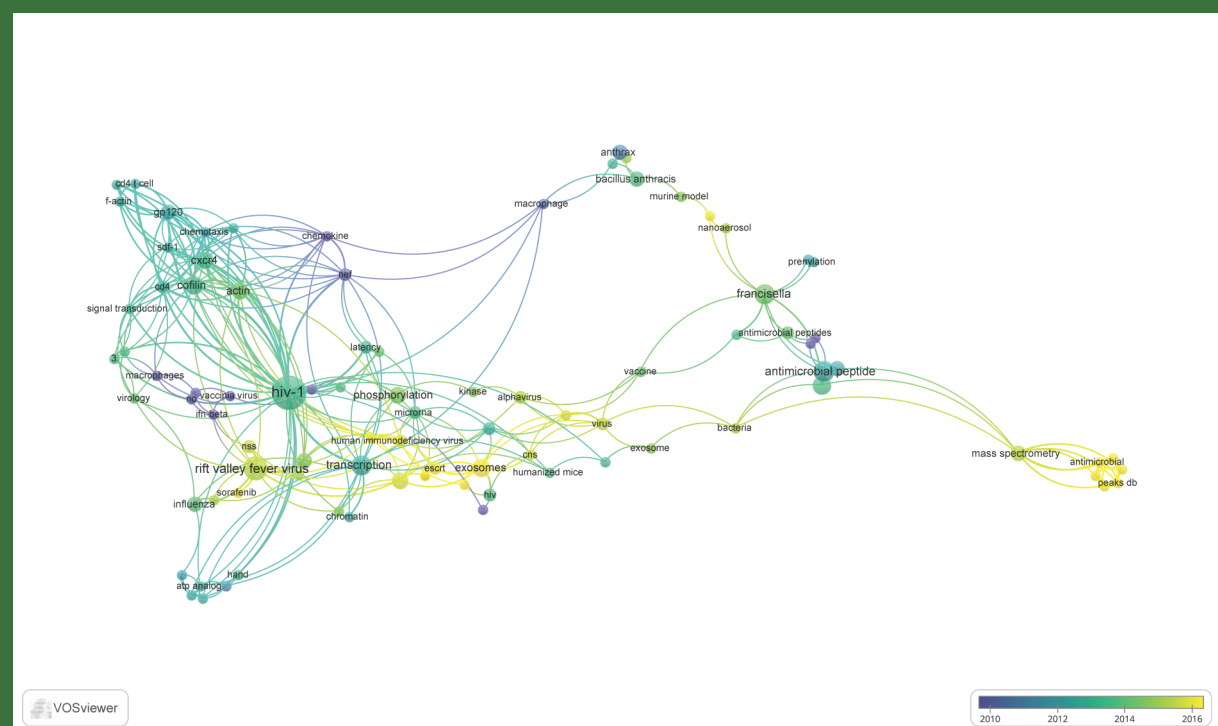 anthrax
bacillus anthracis
cd4 t cell
murine model
f-actin
macrophage
gp120
nanoaerosol
chemotaxis
chemokine
sdf-1
cxcr4
prenylation
nef
cd4
cofilin
actin
francisella
signal transduction
antimicrobial peptides
latency
3
macrophages
vaccine
antimicrobial peptide
hiv-1
virology
no
vaccinia virus
phosphorylation
kinase
alphavirus
ifn-beta
microrna
virus
bacteria
nss
human immunodeficiency virus
exosome
cns
mass spectrometry
rift valley fever virus
transcription
escrt
exosomes
humanized mice
antimicrobial
peaks db
sorafenib
hiv
influenza
chromatin
hand
atp analog
VOSviewer
2010 2012 2014 2016